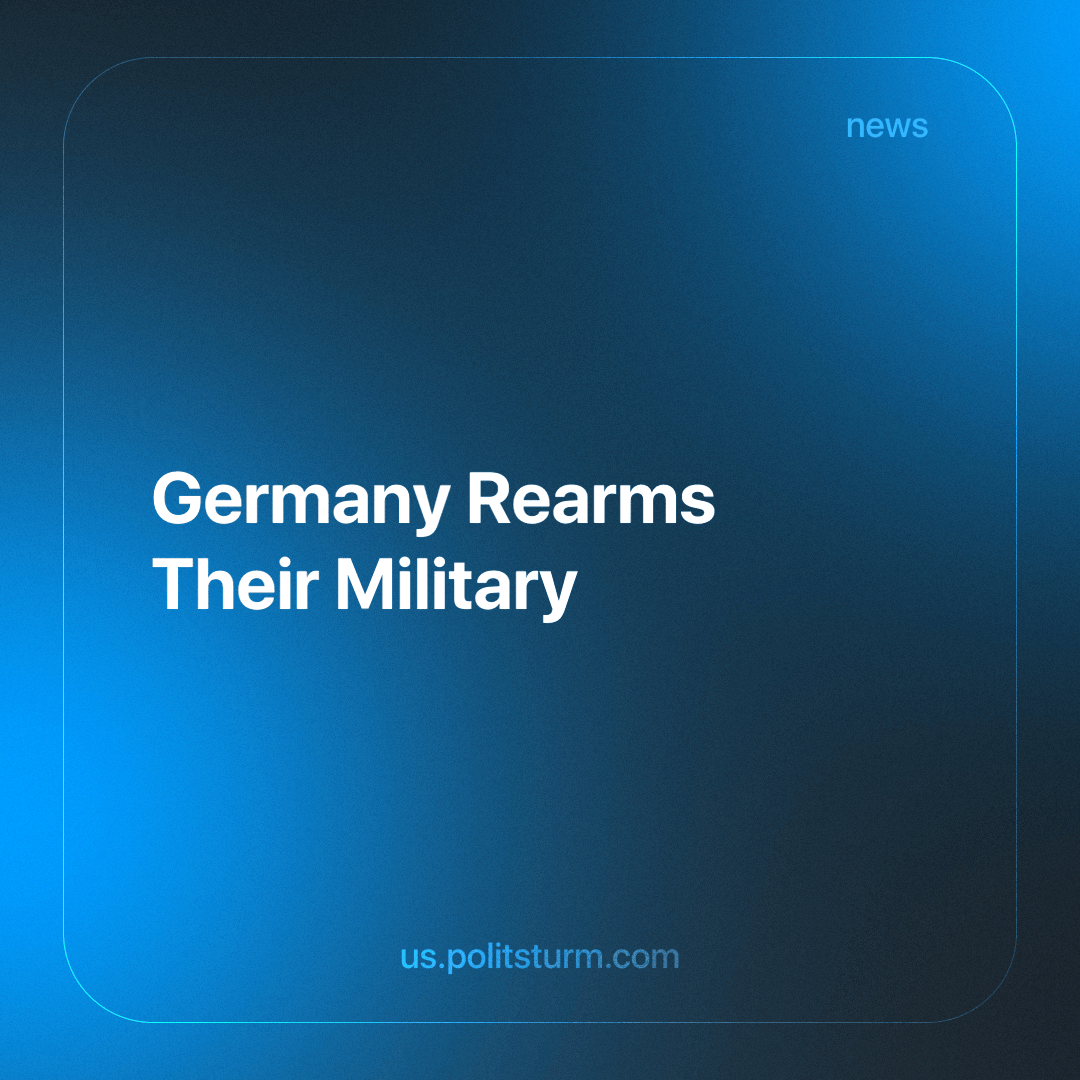 news
Germany Rearms
Their Military
us.politsturm.com